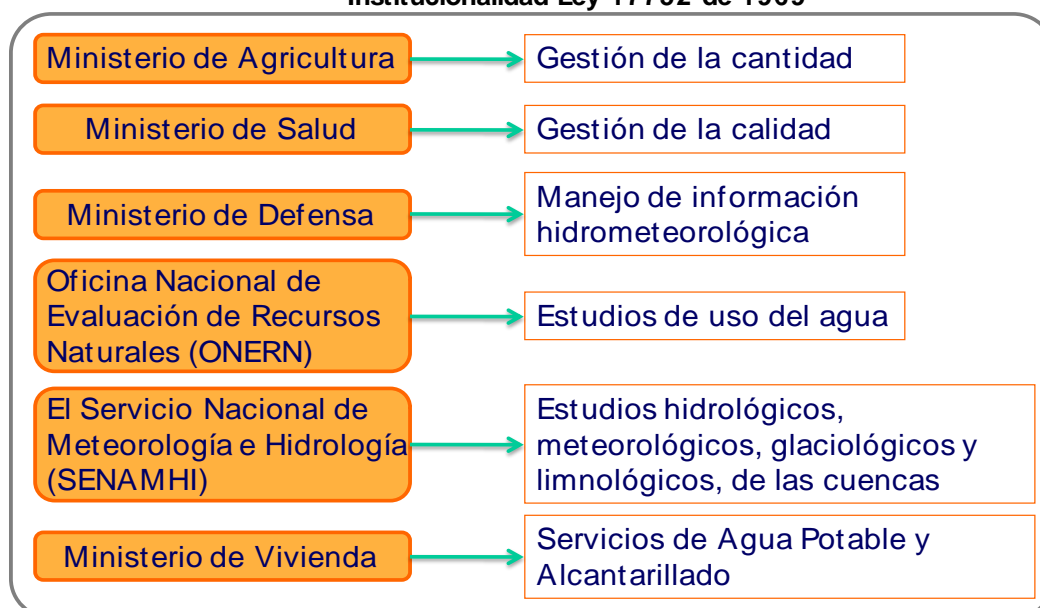 Institucionalidad Ley de
Ministerio de Agricultura
Gestión de la cantidad
Ministerio de Salud
Gestión de la calidad
Ministerio de Defensa
Manejo de información
hidrometeorológica
Oficina Nacional de
Evaluación de Recursos
Naturales (ONERN)
Estudios de uso del agua
El Servicio Nacional de
Meteorología e Hidrología
(SENAMHI)
Estudios hidrológicos,
meteorológicos, glaciológicos y
limnológicos, de las cuencas
Ministerio de Vivienda
Servicios de Agua Potable y
Alcantarillado